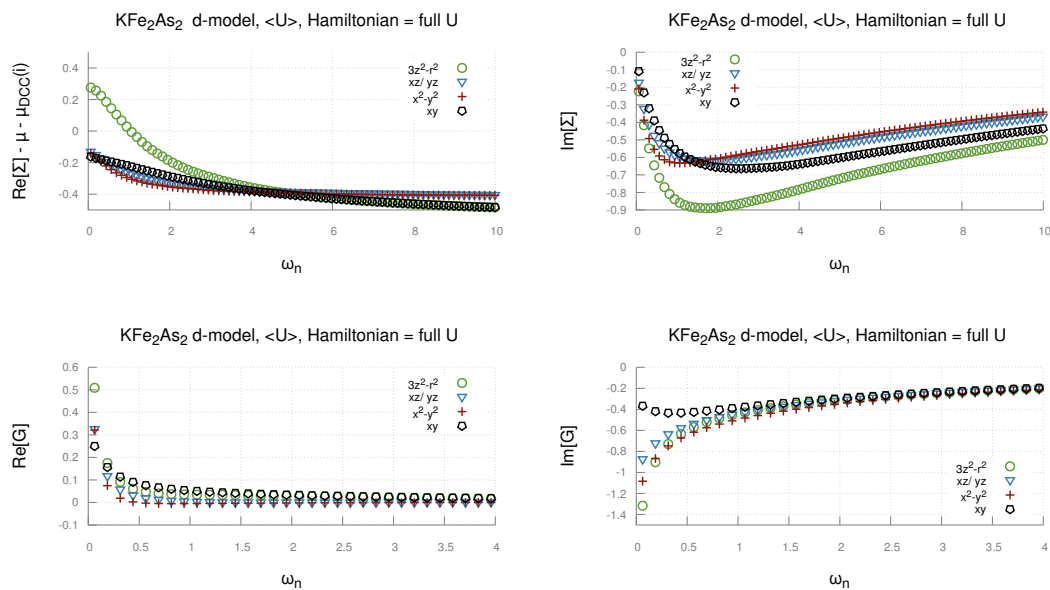 KFe₂As₂ d-model, <U>, Hamiltonian = full U
Re[Σ] - μ - μDCC(i)
0.4
0.2
0
-0.2
-0.4
0 2 4 6 8 10
ωn
3z²-r²
xz/ yz
x²-y²
xy
KFe₂As₂ d-model, <U>, Hamiltonian = full U
Im[Σ]
0
-0.1
-0.2
-0.3
-0.4
-0.5
-0.6
-0.7
-0.8
-0.9
0 2 4 6 8 10
ωn
3z²-r²
xz/ yz
x²-y²
xy
KFe₂As₂ d-model, <U>, Hamiltonian = full U
Re[G]
0.6
0.5
0.4
0.3
0.2
0.1
0
-0.1
0 0.5 1 1.5 2 2.5 3 3.5 4
ωn
3z²-r²
xz/ yz
x²-y²
xy
KFe₂As₂ d-model, <U>, Hamiltonian = full U
Im[G]
0
-0.2
-0.4
-0.6
-0.8
-1
-1.2
-1.4
0 0.5 1 1.5 2 2.5 3 3.5 4
ωn
3z²-r²
xz/ yz
x²-y²
xy